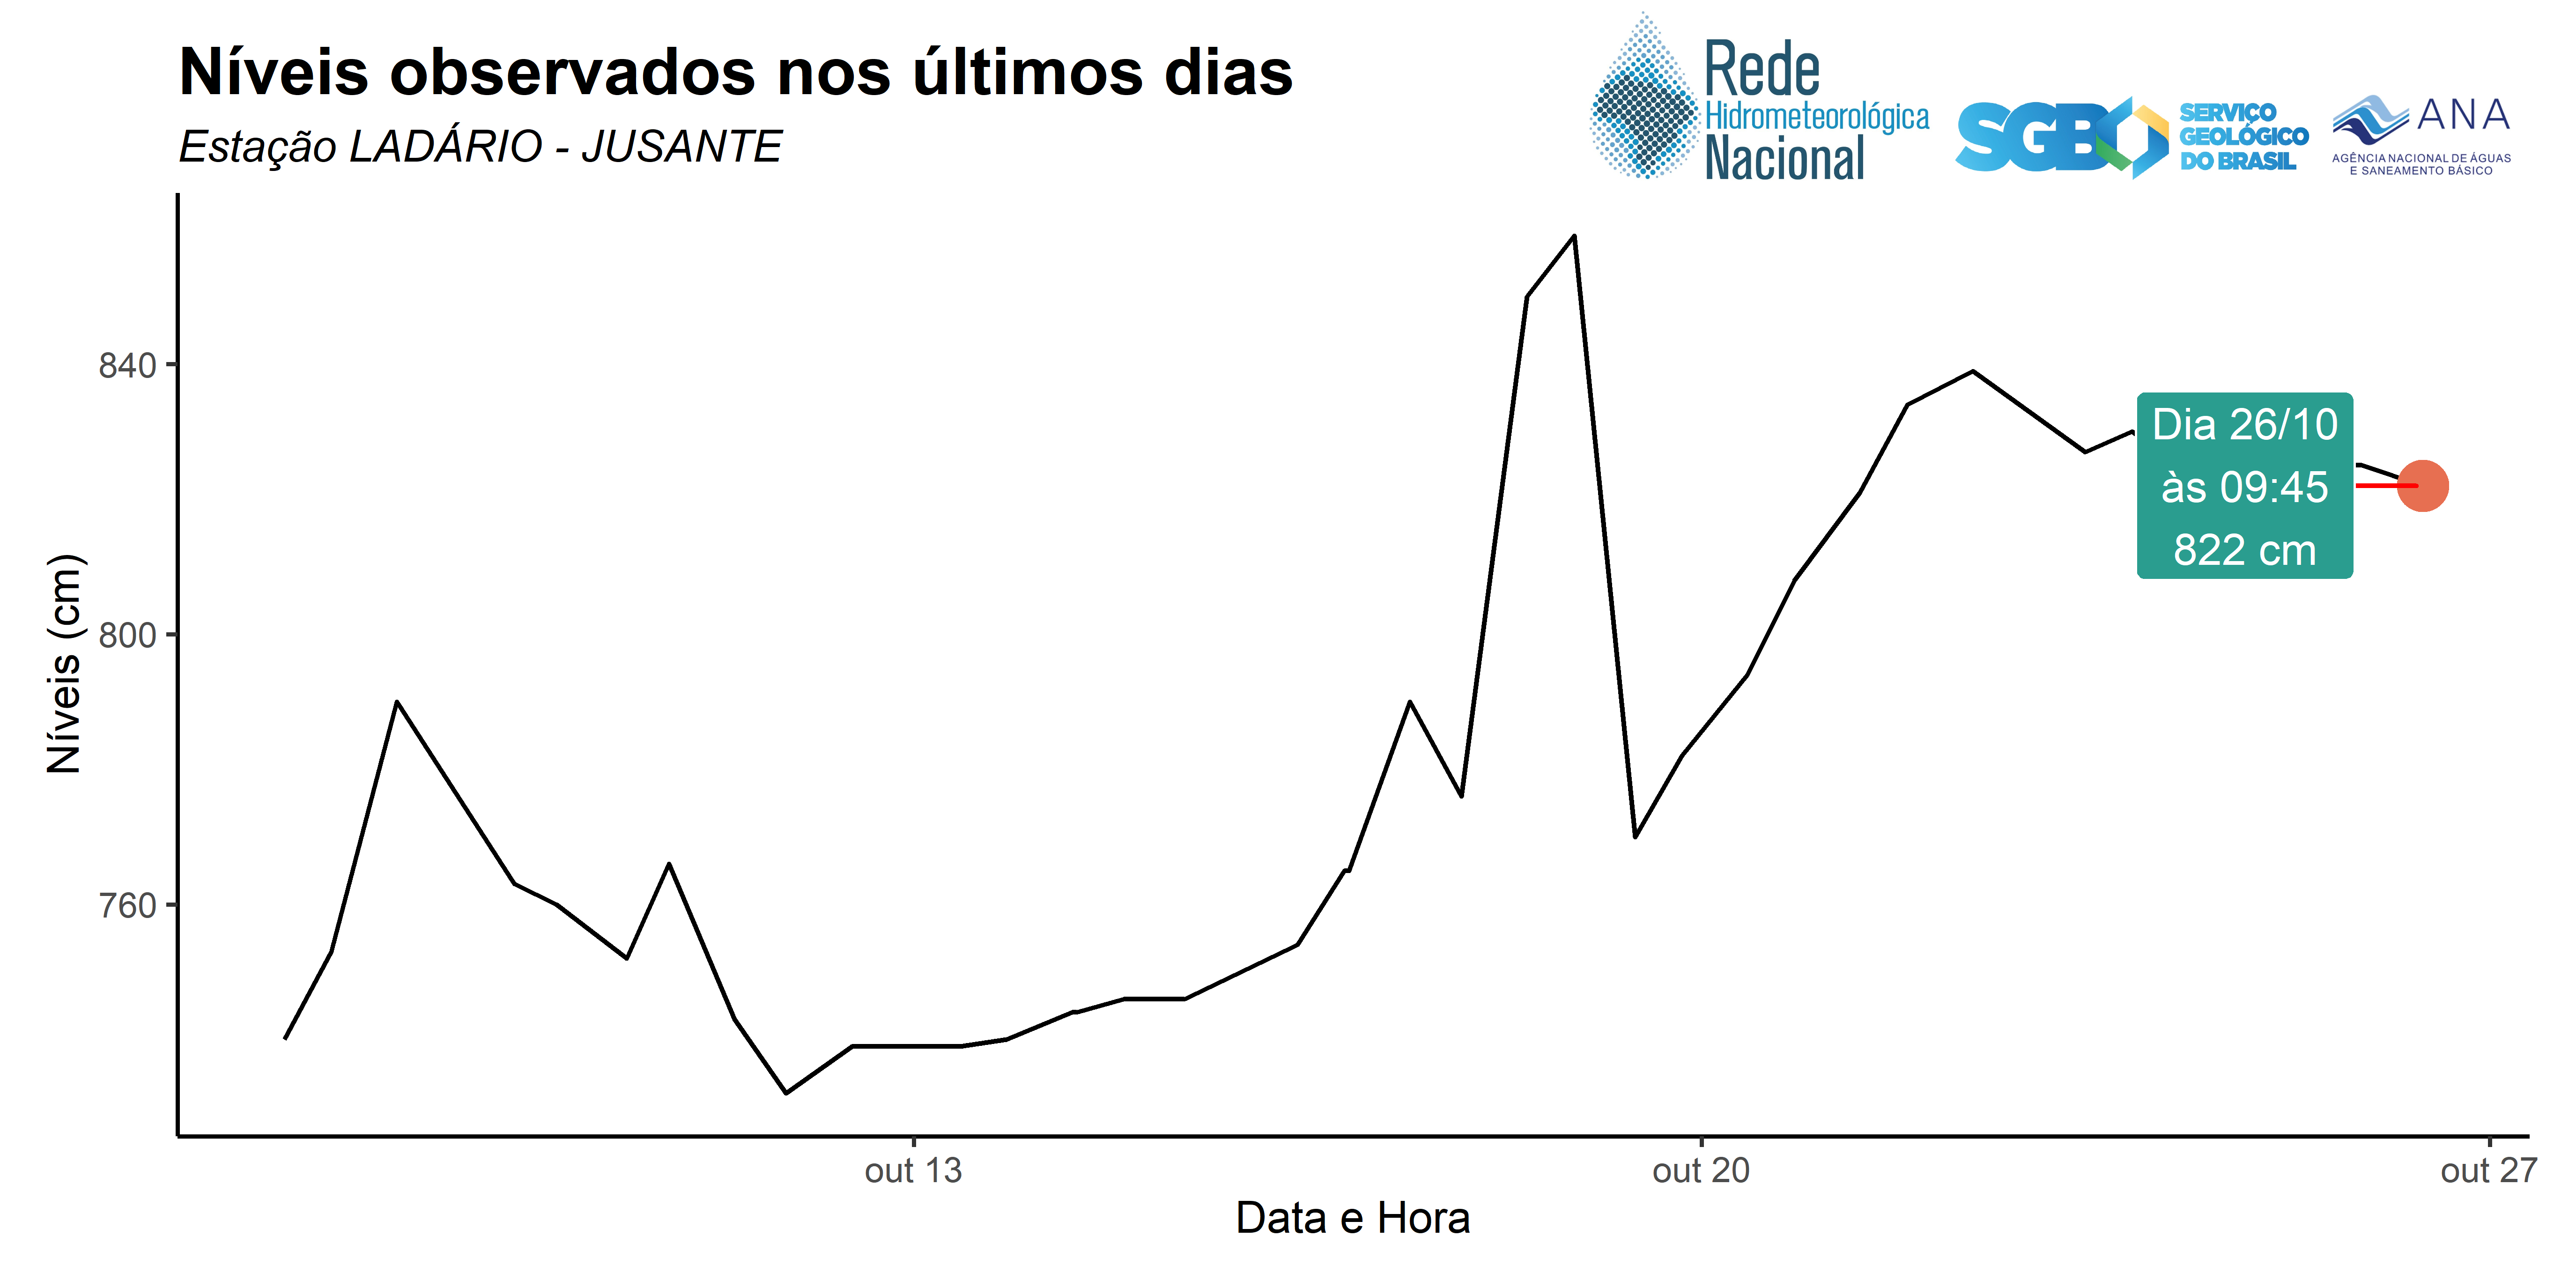 Níveis observados nos últimos dias
Estação LADÁRIO - JUSANTE
Rede
Hidrometeorológica
Nacional
SGB
SERVIÇO
GEOLÓGICO
DO BRASIL
ANA
AGÊNCIA NACIONAL DE ÁGUAS
E SANEAMENTO BÁSICO
Níveis (cm)
840
800
760
Dia 26/10
às 09:45
822 cm
out 13
out 20
out 27
Data e Hora